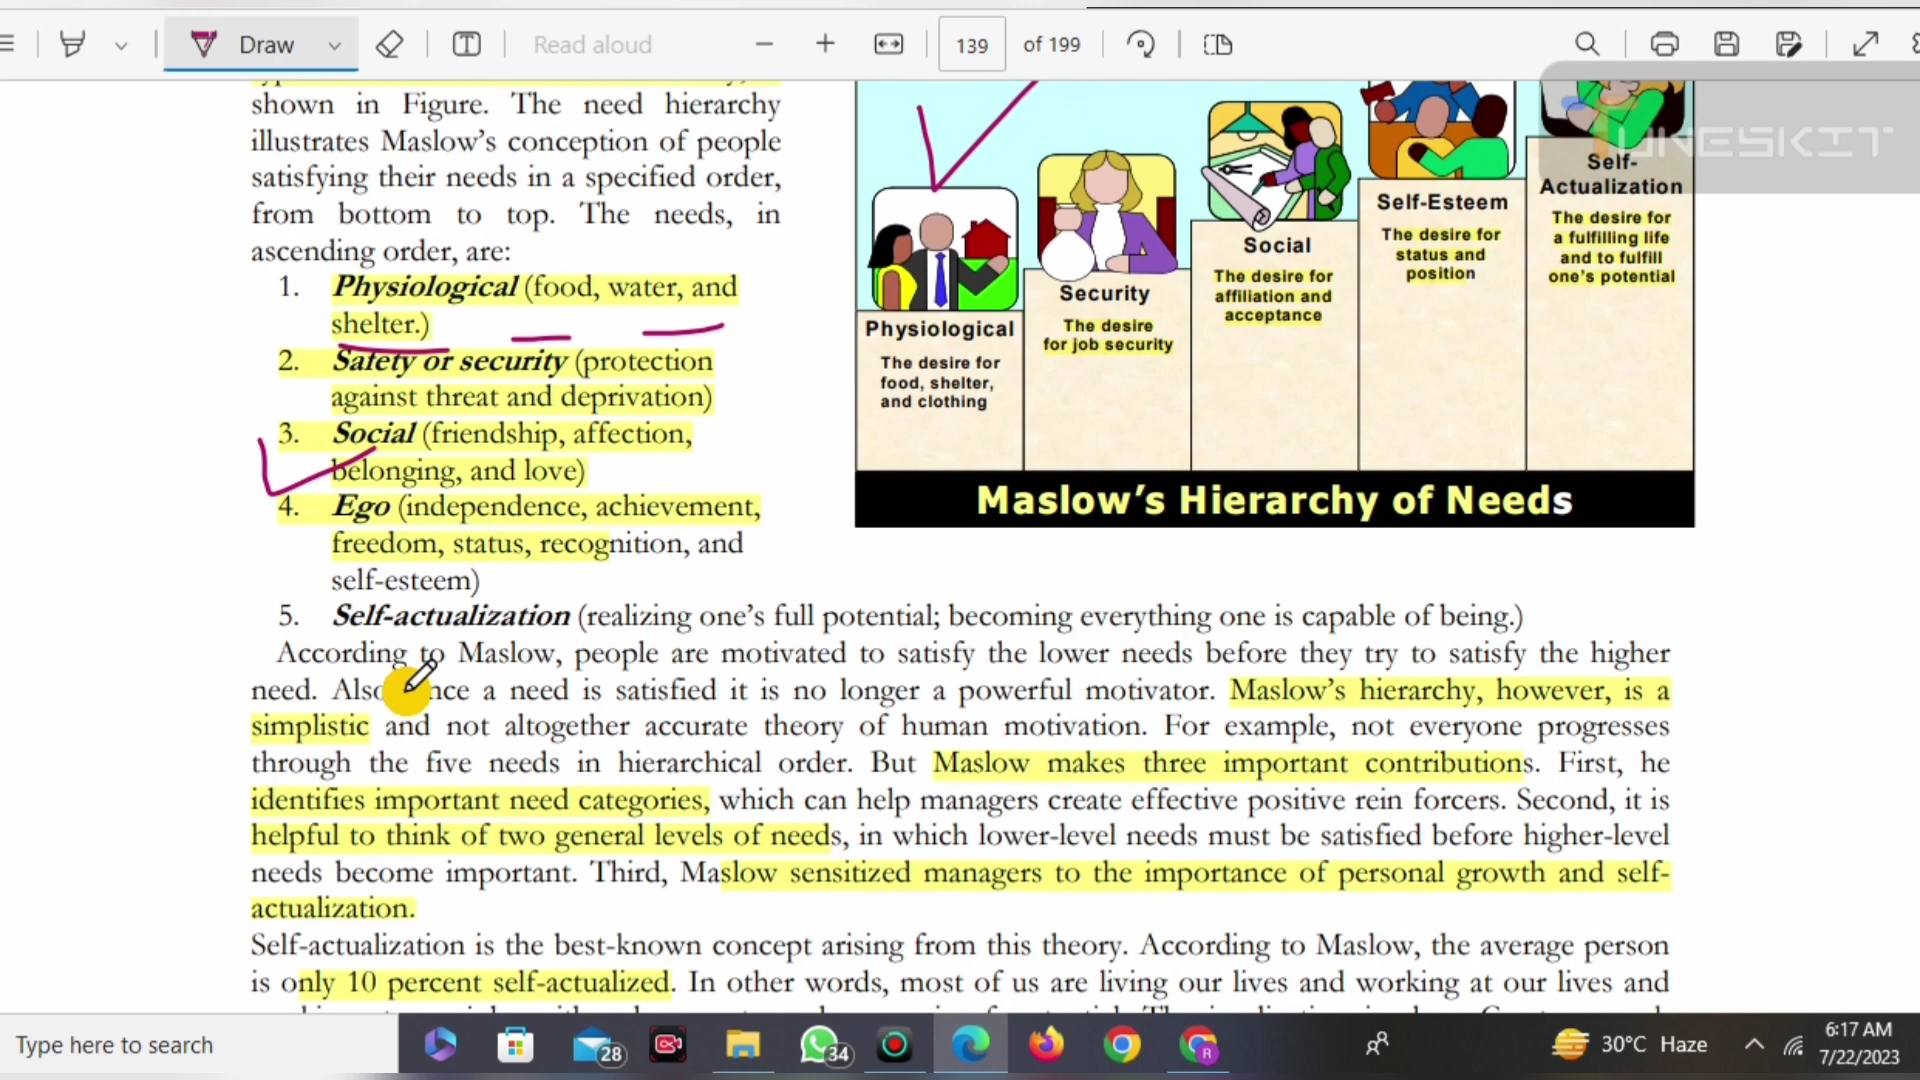 Draw
Read aloud
139
of 199
shown in Figure. The need hierarchy
illustrates Maslow's conception of people
satisfying their needs in a specified order,
from bottom to top. The needs, in
ascending order, are:
1. Physiological (food, water, and
shelter.)
2. Safety or security (protection
against threat and deprivation)
3. Social (friendship, affection,
belonging, and love)
4. Ego (independence, achievement,
freedom, status, recognition, and
self-esteem)
5. Self-actualization (realizing one's full potential; becoming everything one is capable of being.)
Physiological
The desire for
food, shelter,
and clothing
Security
The desire
for job security
Social
The desire for
affiliation and
acceptance
Self-Esteem
The desire for
status and
position
Self-
Actualization
The desire for
a fulfilling life
and to fulfill
one's potential
Maslow's Hierarchy of Needs
According to Maslow, people are motivated to satisfy the lower needs before they try to satisfy the higher
need. Also a need is satisfied it is no longer a powerful motivator. Maslow's hierarchy, however, is a
simplistic and not altogether accurate theory of human motivation. For example, not everyone progresses
through the five needs in hierarchical order. But Maslow makes three important contributions. First, he
identifies important need categories, which can help managers create effective positive rein forcers. Second, it is
helpful to think of two general levels of needs, in which lower-level needs must be satisfied before higher-level
needs become important. Third, Maslow sensitized managers to the importance of personal growth and self-
actualization.
Self-actualization is the best-known concept arising from this theory. According to Maslow, the average person
is only 10 percent self-actualized. In other words, most of us are living our lives and working at our lives and
Type here to search
28
34
R
30°C Haze
6:17 AM
7/22/2023